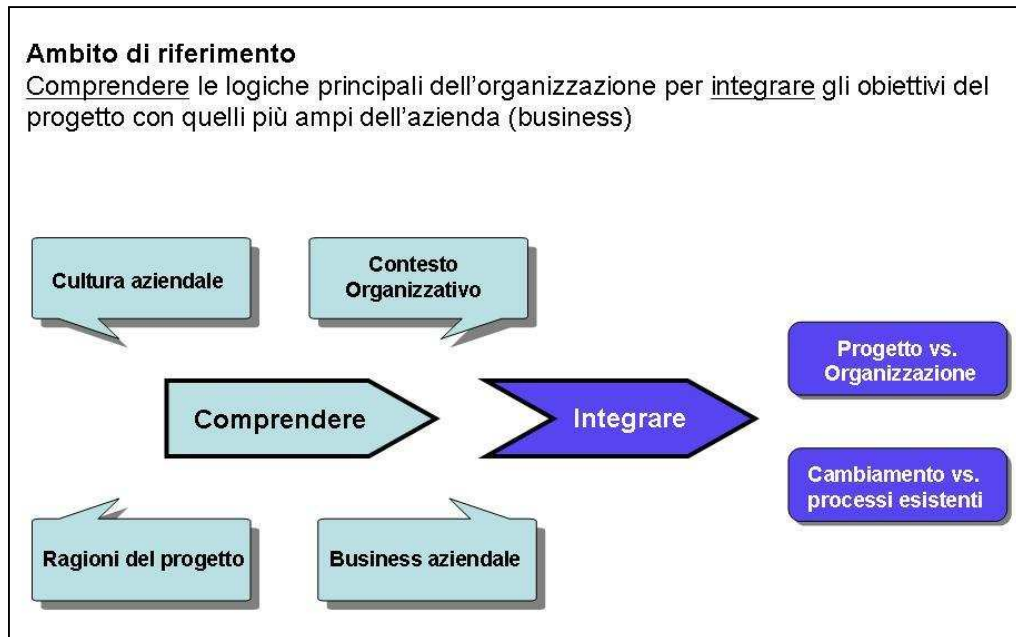 Ambito di riferimento
Comprendere le logiche principali dell'organizzazione per integrare gli obiettivi del
progetto con quelli più ampi dell'azienda (business)
Cultura aziendale
Contesto
Organizzativo
Comprendere
Integrare
Progetto vs.
Organizzazione
Cambiamento vs.
processi esistenti
Ragioni del progetto
Business aziendale